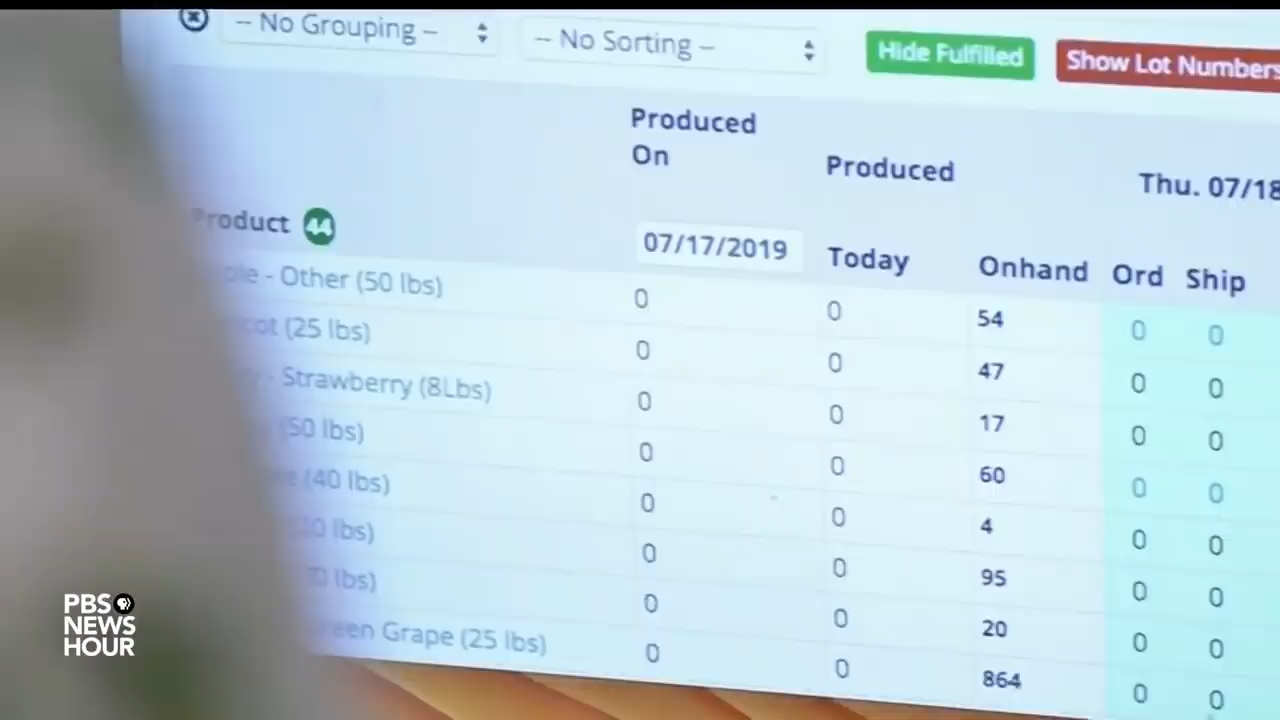 -- No Grouping --
-- No Sorting --
Hide Fulfilled
Show Lot Numbers
Produced On
Produced
Thu. 07/18
Product 44
07/17/2019
Today
Onhand
Ord
Ship
- Other (50 lbs) 0 0 54 0 0
(25 lbs) 0 0 47 0 0
- Strawberry (8Lbs) 0 0 17 0 0
(50 lbs) 0 0 60 0 0
(40 lbs) 0 0 4 0 0
lbs) 0 0 95 0 0
lbs) 0 0 20 0 0
Grape (25 lbs) 0 0 864 0 0
PBS
NEWS
HOUR